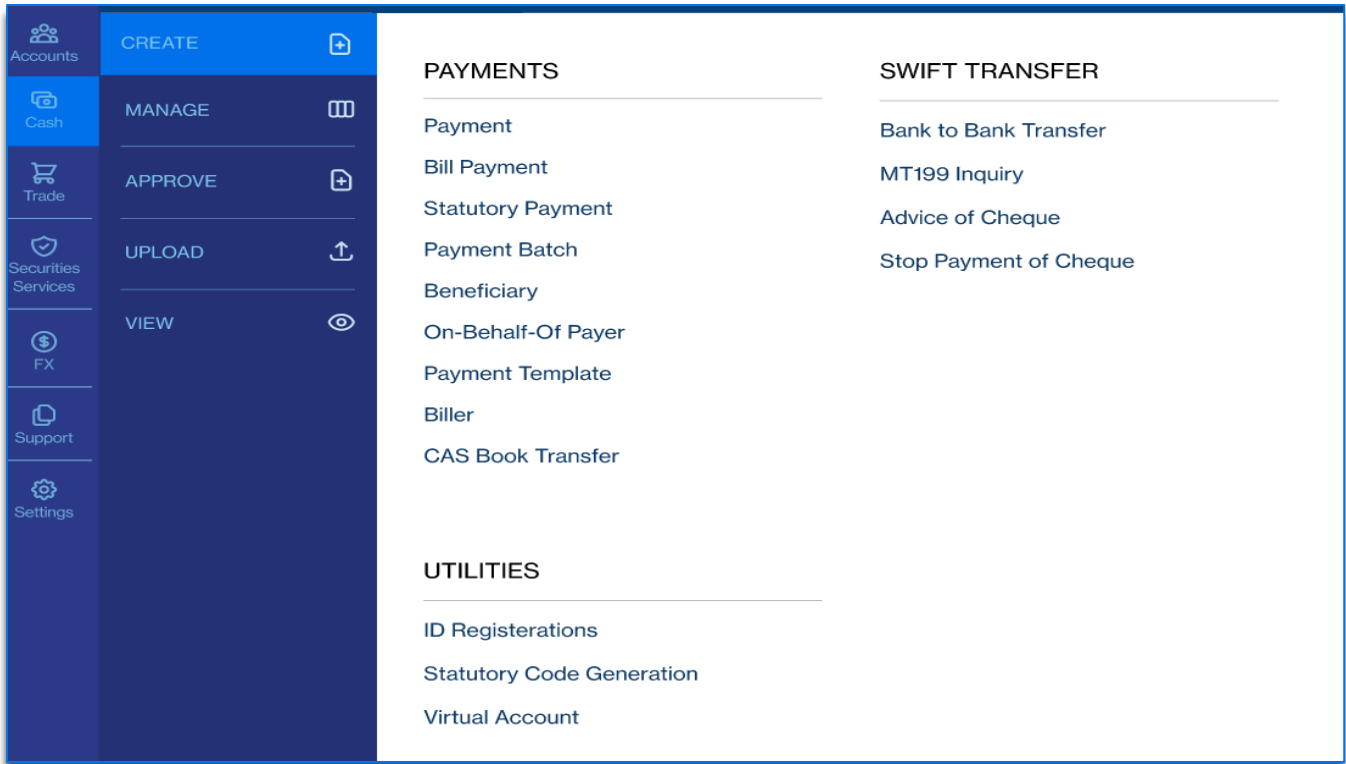 Accounts
Cash
Trade
Securities
Services
FX
Support
Settings
CREATE
MANAGE
APPROVE
UPLOAD
VIEW
PAYMENTS
Payment
Bill Payment
Statutory Payment
Payment Batch
Beneficiary
On-Behalf-Of Payer
Payment Template
Biller
CAS Book Transfer
UTILITIES
ID Registerations
Statutory Code Generation
Virtual Account
SWIFT TRANSFER
Bank to Bank Transfer
MT199 Inquiry
Advice of Cheque
Stop Payment of Cheque